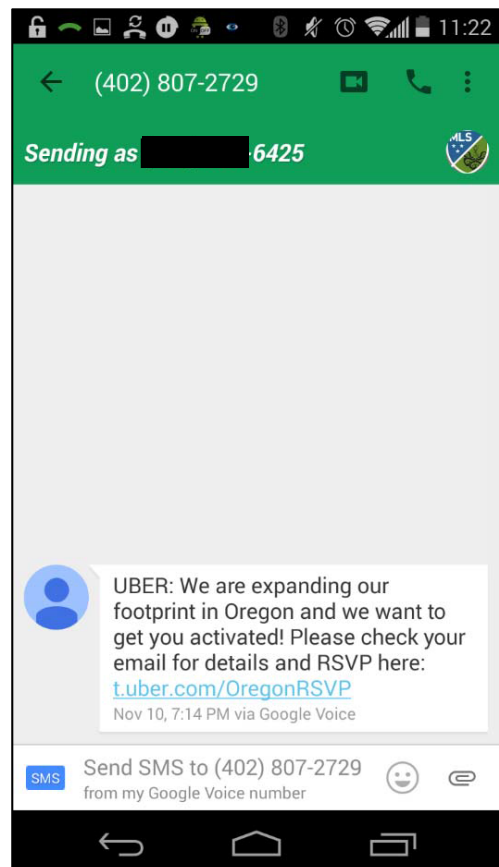 11:22
(402) 807-2729
Sending as -6425
MLS
UBER: We are expanding our
footprint in Oregon and we want to
get you activated! Please check your
email for details and RSVP here:
t.uber.com/OregonRSVP
Nov 10, 7:14 PM via Google Voice
SMS
Send SMS to (402) 807-2729
from my Google Voice number